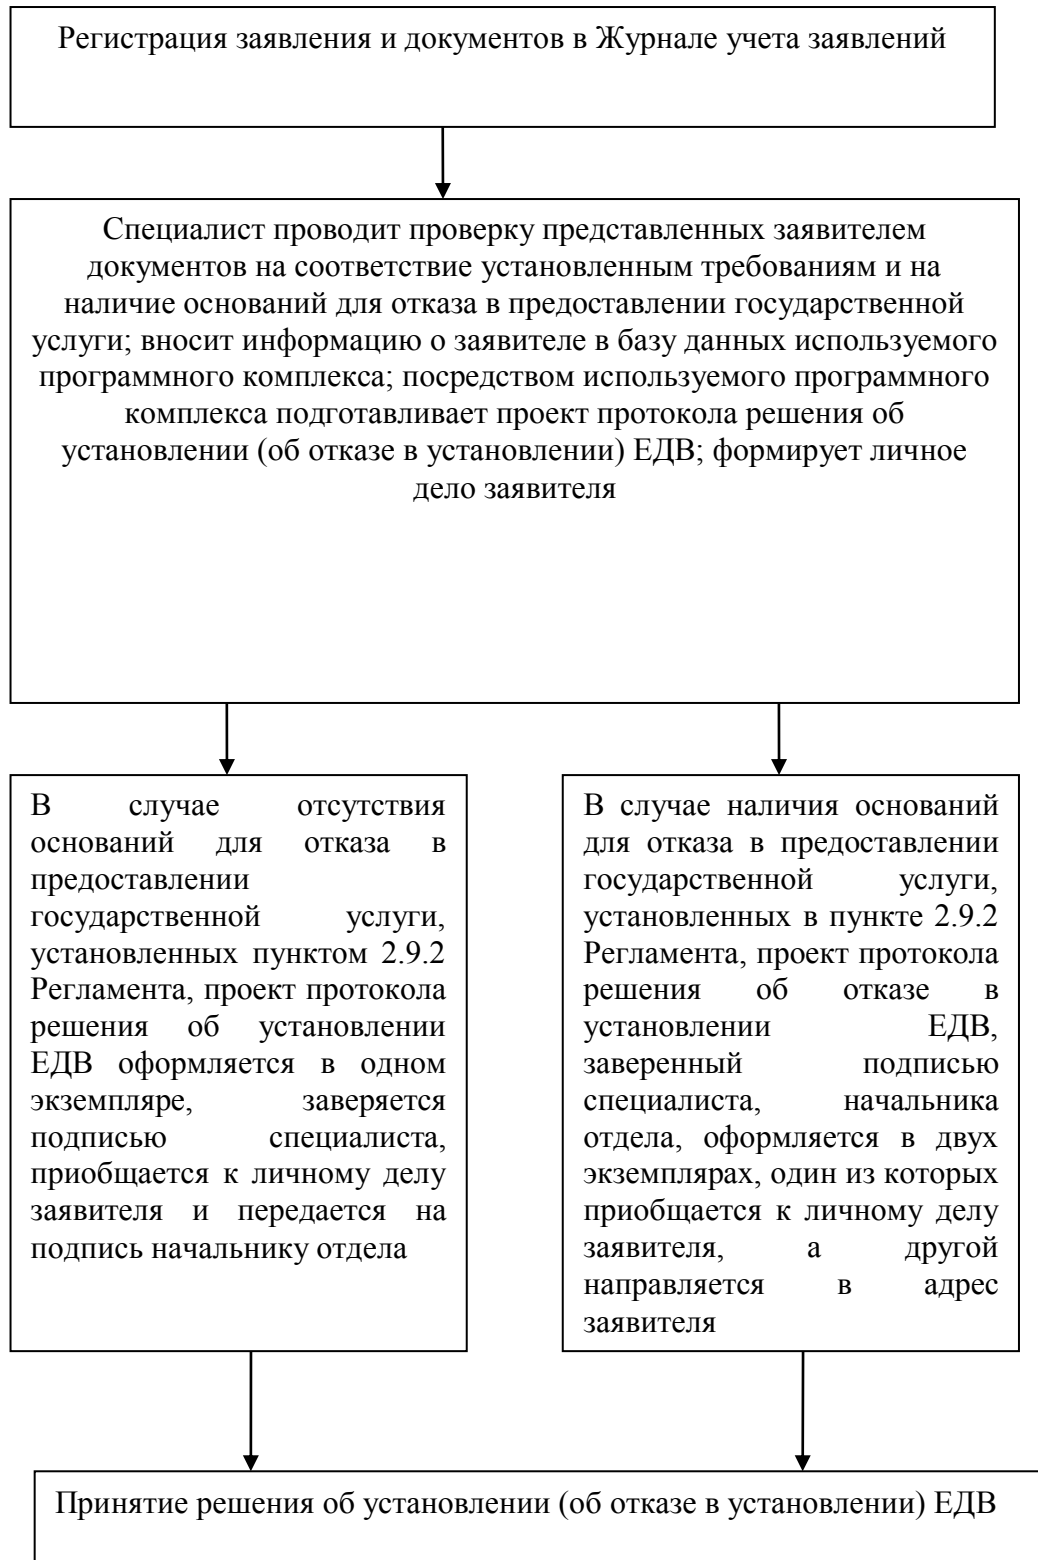 Регистрация заявления и документов в Журнале учета заявлений
Специалист проводит проверку представленных заявителем
документов на соответствие установленным требованиям и на
наличие оснований для отказа в предоставлении государственной
услуги; вносит информацию о заявителе в базу данных используемого
программного комплекса; посредством используемого программного
комплекса подготавливает проект протокола решения об
установлении (об отказе в установлении) ЕДВ; формирует личное
дело заявителя
В случае отсутствия
оснований для отказа в
предоставлении
государственной услуги,
установленных пунктом 2.9.2
Регламента, проект протокола
решения об установлении
ЕДВ оформляется в одном
экземпляре, заверяется
подписью специалиста,
приобщается к личному делу
заявителя и передается на
подпись начальнику отдела
В случае наличия оснований
для отказа в предоставлении
государственной услуги,
установленных в пункте 2.9.2
Регламента, проект протокола
решения об отказе в
установлении ЕДВ,
заверенный подписью
специалиста, начальника
отдела, оформляется в двух
экземплярах, один из которых
приобщается к личному делу
заявителя, а другой
направляется в адрес
заявителя
Принятие решения об установлении (об отказе в установлении) ЕДВ